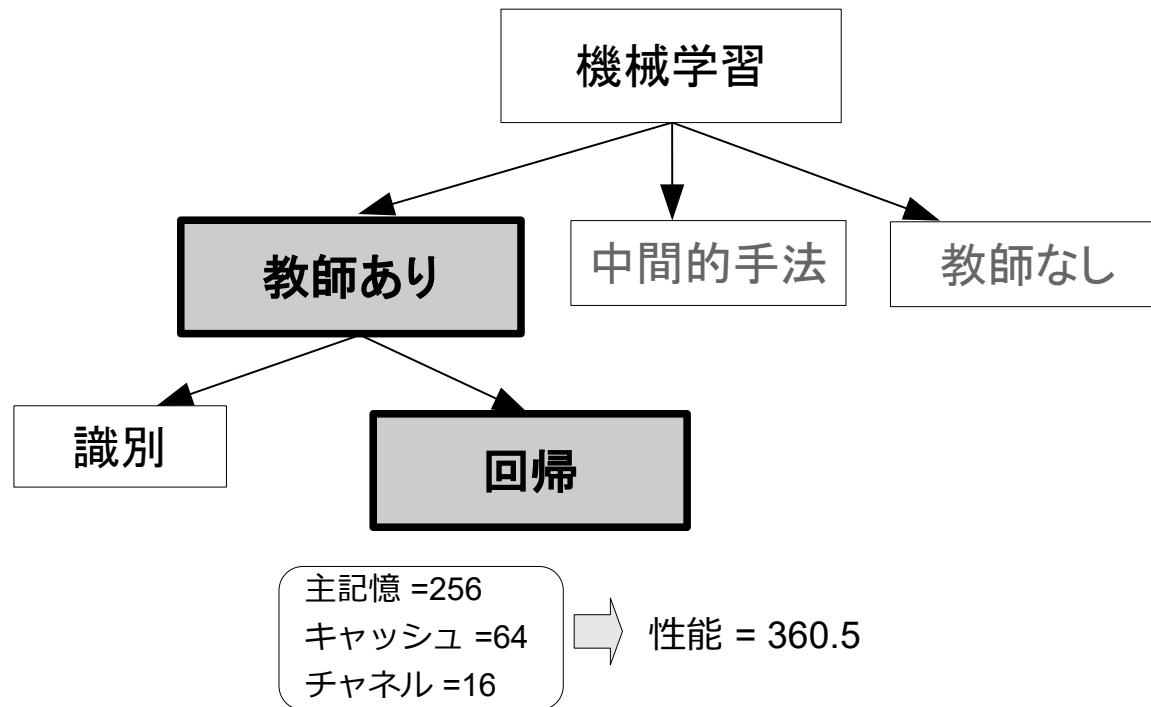 機械学習
教師あり
中間的手法
教師なし
識別
回帰
主記憶 =256
キャッシュ =64
チャネル =16
性能 = 360.5